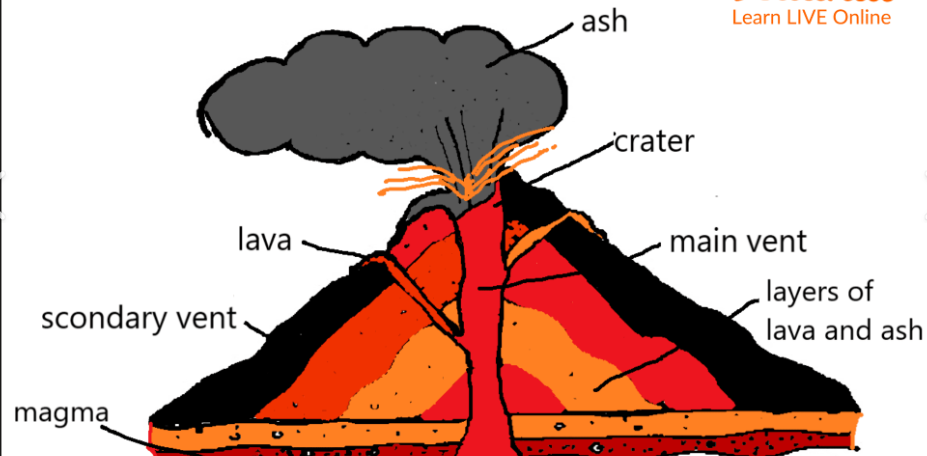 Learn LIVE Online
ash
crater
lava
main vent
layers of
lava and ash
scondary vent
magma